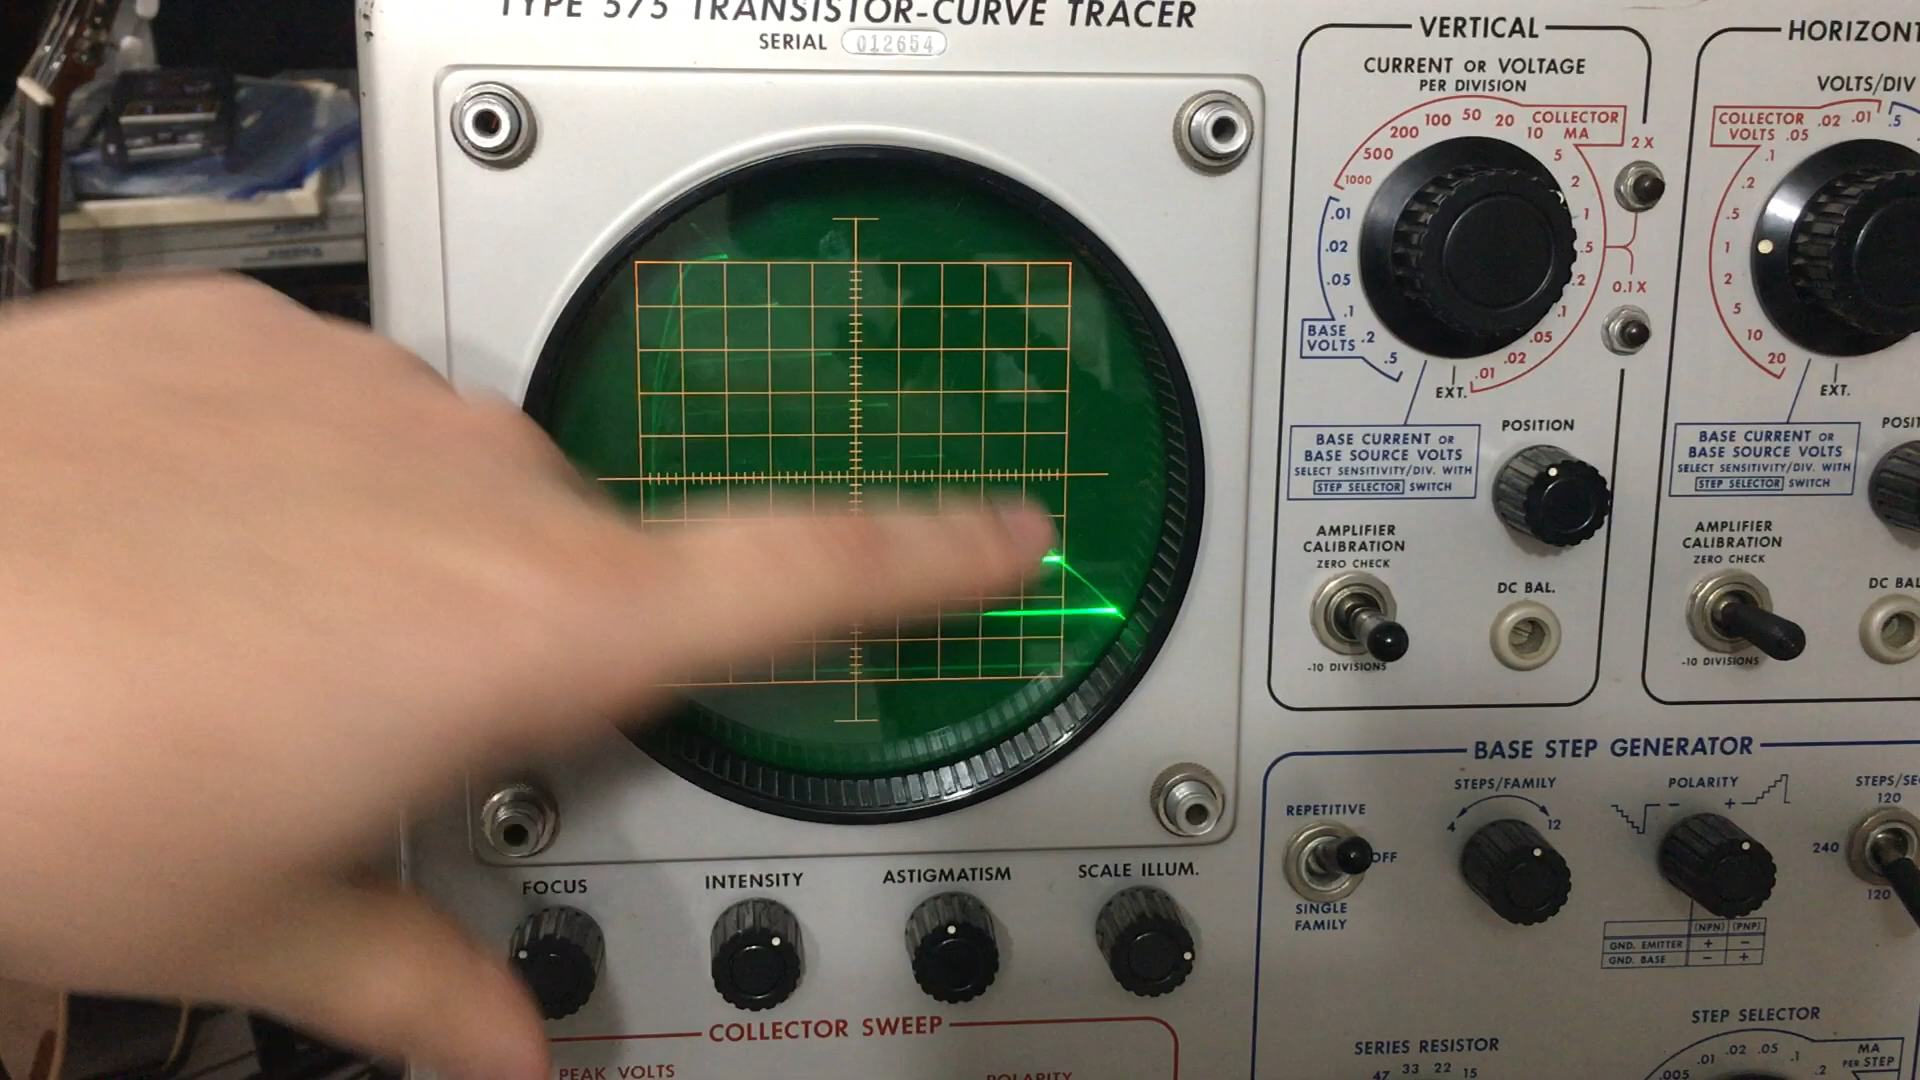 TYPE 575 TRANSISTOR-CURVE TRACER
SERIAL 012654
VERTICAL
CURRENT OR VOLTAGE
PER DIVISION
COLLECTOR
MA
1000 500 200 100 50 20 10 5 2 1 .5 .2 .1 .05 .02 .01
2X
0.1X
.01 .02 .05 .1 .2 .5
BASE
VOLTS
EXT.
BASE CURRENT OR
BASE SOURCE VOLTS
SELECT SENSITIVITY/DIV. WITH
STEP SELECTOR SWITCH
POSITION
AMPLIFIER
CALIBRATION
ZERO CHECK
-10 DIVISIONS
DC BAL.
HORIZONT
VOLTS/DIV
COLLECTOR
VOLTS
.01 .02 .05 .1 .2 .5 1 2 5 10 20
.5
EXT.
BASE CURRENT OR
BASE SOURCE VOLTS
SELECT SENSITIVITY/DIV. WITH
STEP SELECTOR SWITCH
POSIT
AMPLIFIER
CALIBRATION
ZERO CHECK
-10 DIVISIONS
DC BAL
BASE STEP GENERATOR
REPETITIVE
OFF
SINGLE
FAMILY
STEPS/FAMILY
4 12
POLARITY
- +
(NPN) (PNP)
GND. EMITTER + -
GND. BASE - +
STEPS/SE
120
240
120
FOCUS
INTENSITY
ASTIGMATISM
SCALE ILLUM.
COLLECTOR SWEEP
PEAK VOLTS
POLARITY
SERIES RESISTOR
47 33 22 15
STEP SELECTOR
.005 .01 .02 .05 .1 .2
MA
PER STEP